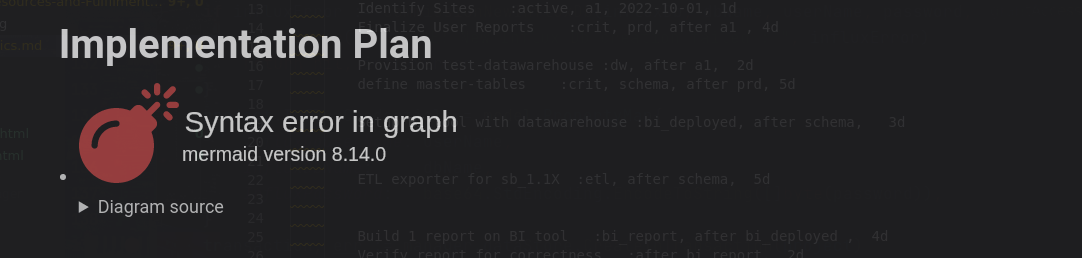 sources-and-Fulfilment... 9+, 0
13 Identify Sites :active, a1, 2022-10-01, 1d
14 Finalize User Reports :crit, prd, after a1 , 4d
Implementation Plan
ics.md
16 Provision test-datawarehouse :dw, after a1, 2d
17 define master-tables :crit, schema, after prd, 5d
18
Syntax error in graph
with datawarehouse :bi_deployed, after schema, 3d
html
mermaid version 8.14.0
html
22 ETL exporter for sb_1.1X :etl, after schema, 5d
23
Diagram source
24
25 Build 1 report on BI tool :bi_report, after bi_deployed , 4d
26 Verify report for correctness :after bi_report, 2d